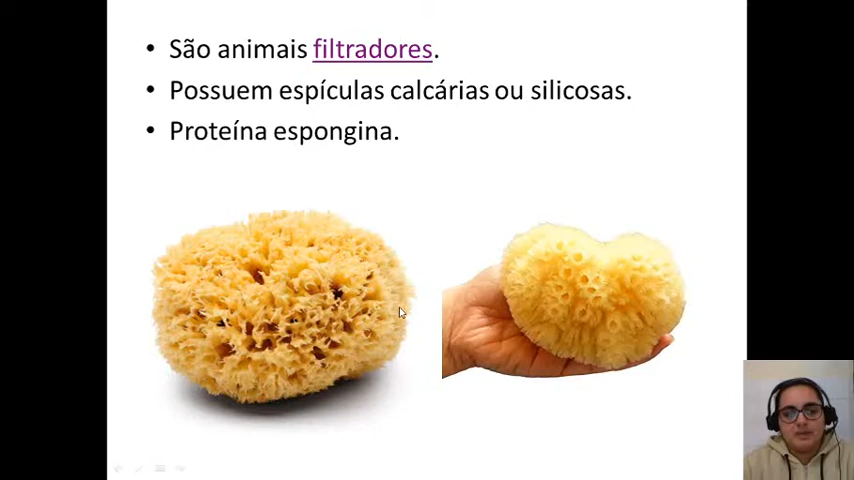 • São animais filtradores.
• Possuem espículas calcárias ou silicosas.
• Proteína espongina.